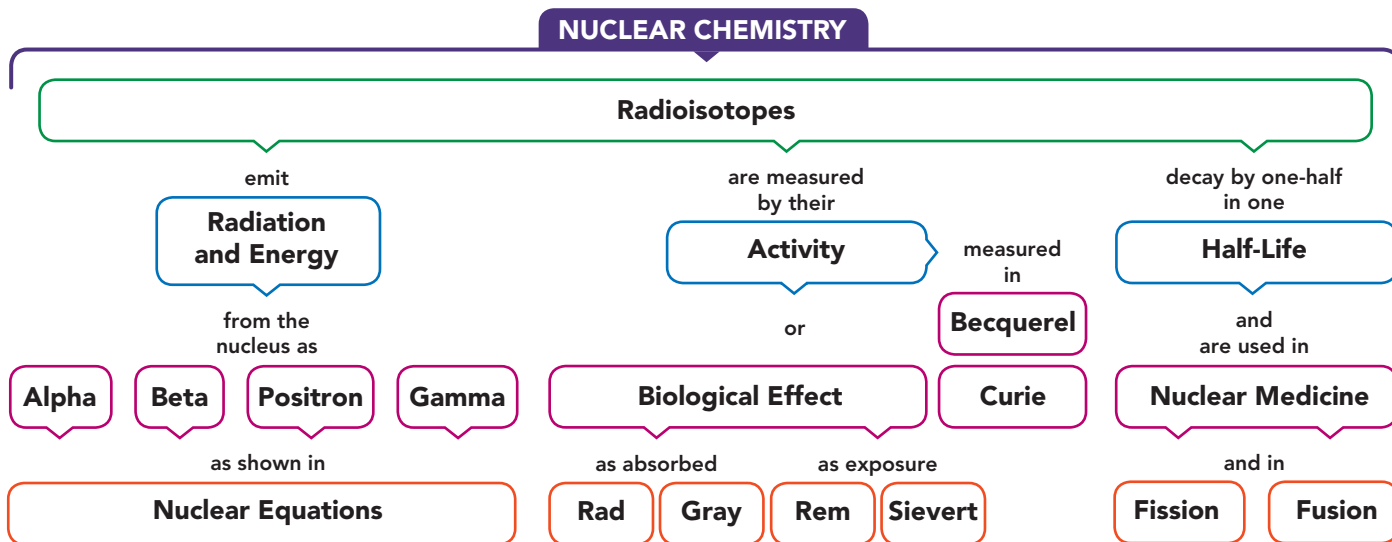 NUCLEAR CHEMISTRY
Radioisotopes
emit
Radiation
and Energy
from the
nucleus as
Alpha
Beta
Positron
Gamma
as shown in
Nuclear Equations
are measured
by their
Activity
measured
in
Becquerel
Curie
or
Biological Effect
as absorbed
Rad
Gray
as exposure
Rem
Sievert
decay by one-half
in one
Half-Life
and
are used in
Nuclear Medicine
and in
Fission
Fusion